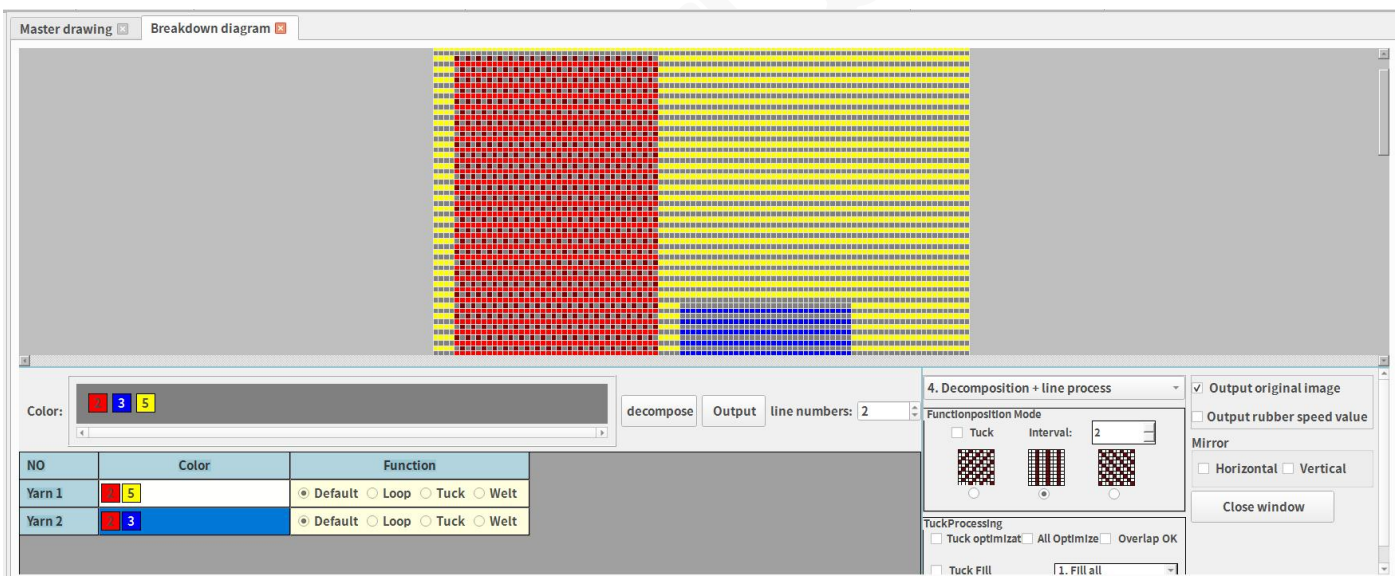 Master drawing Breakdown diagram
Color: 2 3 5 decompose Output line numbers: 2
4. Decomposition + line process
Functionposition Mode
Tuck Interval: 2
Output original image
Output rubber speed value
Mirror
Horizontal Vertical
Close window
NO Color Function
Yarn 1 2 5 Default Loop Tuck Welt
Yarn 2 2 3 Default Loop Tuck Welt
TuckProcessing
Tuck optimizat All Optimize Overlap OK
Tuck Fill 1. Fill all